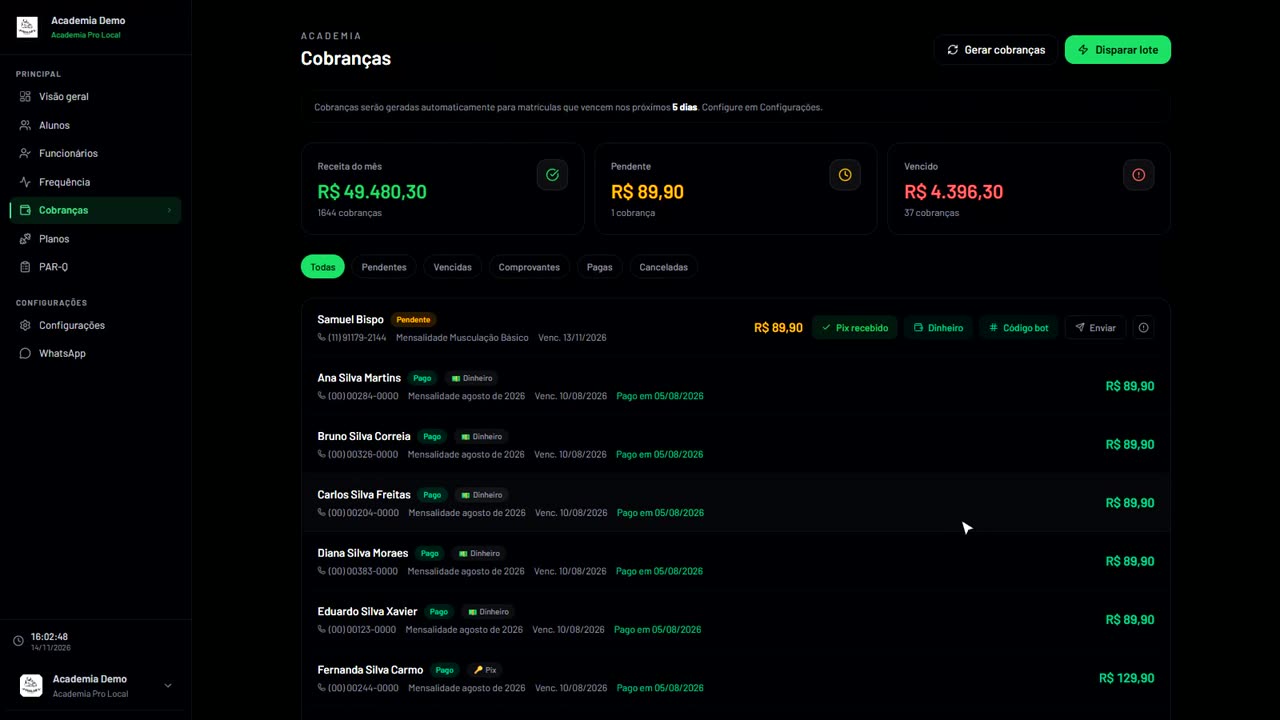 Academia Demo
Academia Pro Local
PRINCIPAL
Visão geral
Alunos
Funcionários
Frequência
Cobranças
Planos
PAR-Q
CONFIGURAÇÕES
Configurações
WhatsApp
16:02:48
14/11/2026
Academia Demo
Academia Pro Local
ACADEMIA
Cobranças
Gerar cobranças
Disparar lote
Cobranças serão geradas automaticamente para matrículas que vencem nos próximos 5 dias. Configure em Configurações.
Receita do mês
R$ 49.480,30
1644 cobranças
Pendente
R$ 89,90
1 cobrança
Vencido
R$ 4.396,30
37 cobranças
Todas Pendentes Vencidas Comprovantes Pagas Canceladas
Samuel Bispo Pendente
(11) 91179-2144 Mensalidade Musculação Básico Venc. 13/11/2026
R$ 89,90 Pix recebido Dinheiro Código bot Enviar
Ana Silva Martins Pago Dinheiro
(00) 00284-0000 Mensalidade agosto de 2026 Venc. 10/08/2026 Pago em 05/08/2026
R$ 89,90
Bruno Silva Correia Pago Dinheiro
(00) 00326-0000 Mensalidade agosto de 2026 Venc. 10/08/2026 Pago em 05/08/2026
R$ 89,90
Carlos Silva Freitas Pago Dinheiro
(00) 00204-0000 Mensalidade agosto de 2026 Venc. 10/08/2026 Pago em 05/08/2026
R$ 89,90
Diana Silva Moraes Pago Dinheiro
(00) 00383-0000 Mensalidade agosto de 2026 Venc. 10/08/2026 Pago em 05/08/2026
R$ 89,90
Eduardo Silva Xavier Pago Dinheiro
(00) 00123-0000 Mensalidade agosto de 2026 Venc. 10/08/2026 Pago em 05/08/2026
R$ 89,90
Fernanda Silva Carmo Pago Pix
(00) 00244-0000 Mensalidade agosto de 2026 Venc. 10/08/2026 Pago em 05/08/2026
R$ 129,90